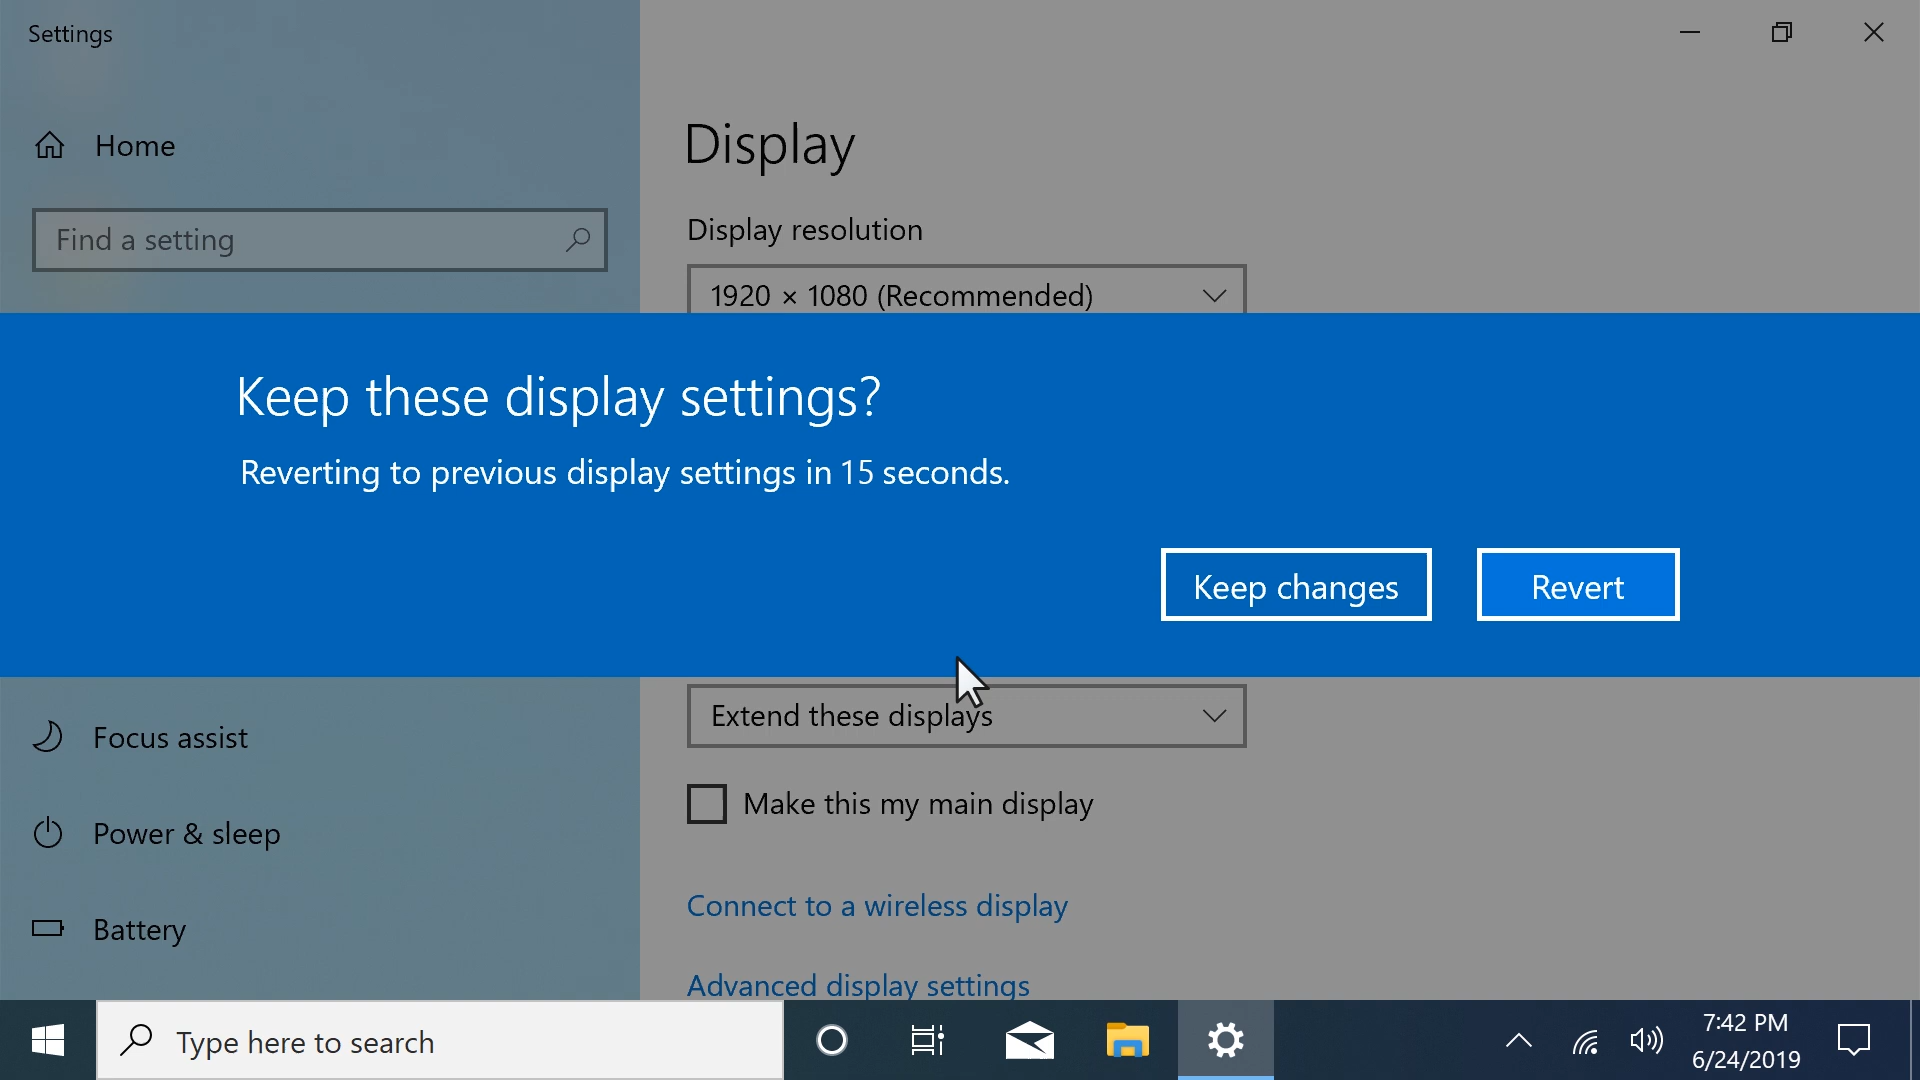 Settings
Home
Find a setting
Display
Display resolution
1920 × 1080 (Recommended)
Keep these display settings?
Reverting to previous display settings in 15 seconds.
Keep changes
Revert
Extend these displays
Focus assist
Make this my main display
Power & sleep
Connect to a wireless display
Battery
Advanced display settings
Type here to search
7:42 PM
6/24/2019